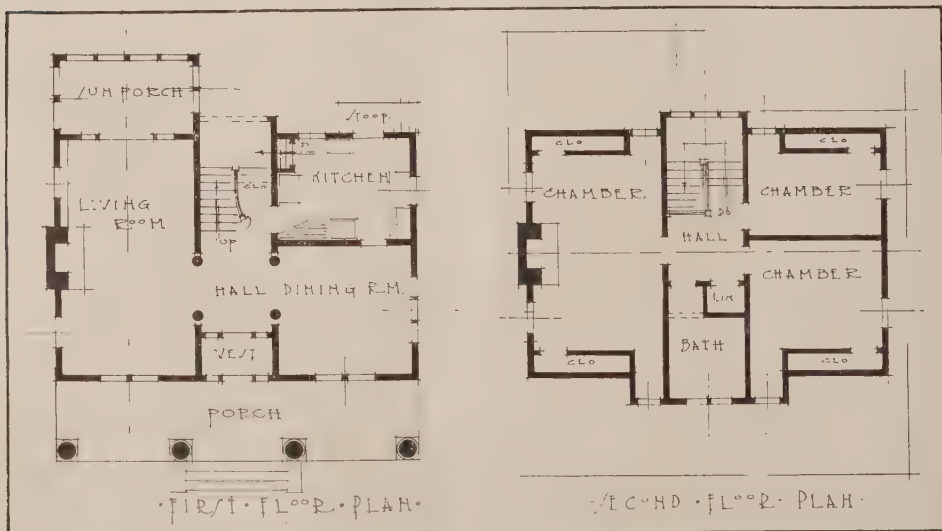 SUN PORCH
STOOP.
D
CLO
KITCHEN
LIVING
ROOM
UP
HALL DINING RM.
VEST
PORCH
·FIRST·FLOOR·PLAN·
CLO
CLO
CHAMBER
CHAMBER
HALL
CHAMBER
LIN
BATH
CLO
CLO
SECOND·FLOOR·PLAN·